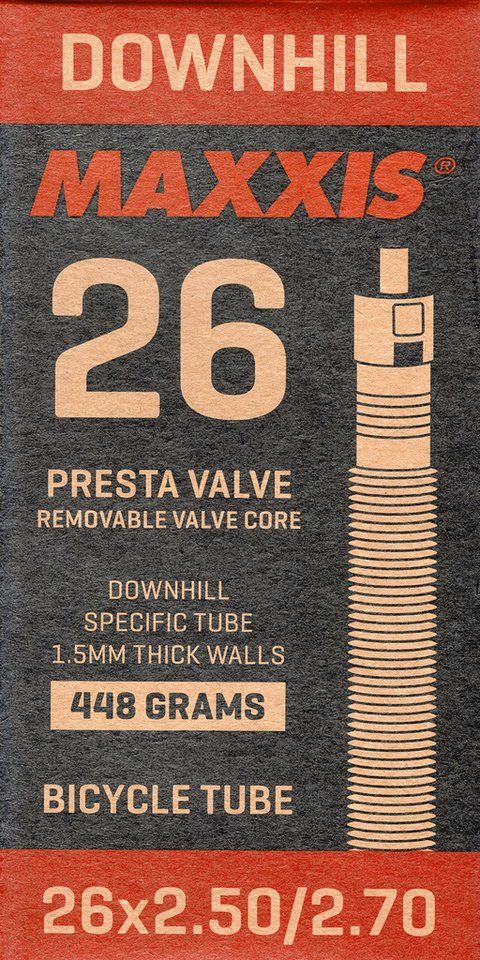 DOWNHILL
MAXXIS®
26
PRESTA VALVE
REMOVABLE VALVE CORE
DOWNHILL
SPECIFIC TUBE
1.5MM THICK WALLS
448 GRAMS
BICYCLE TUBE
26x2.50/2.70